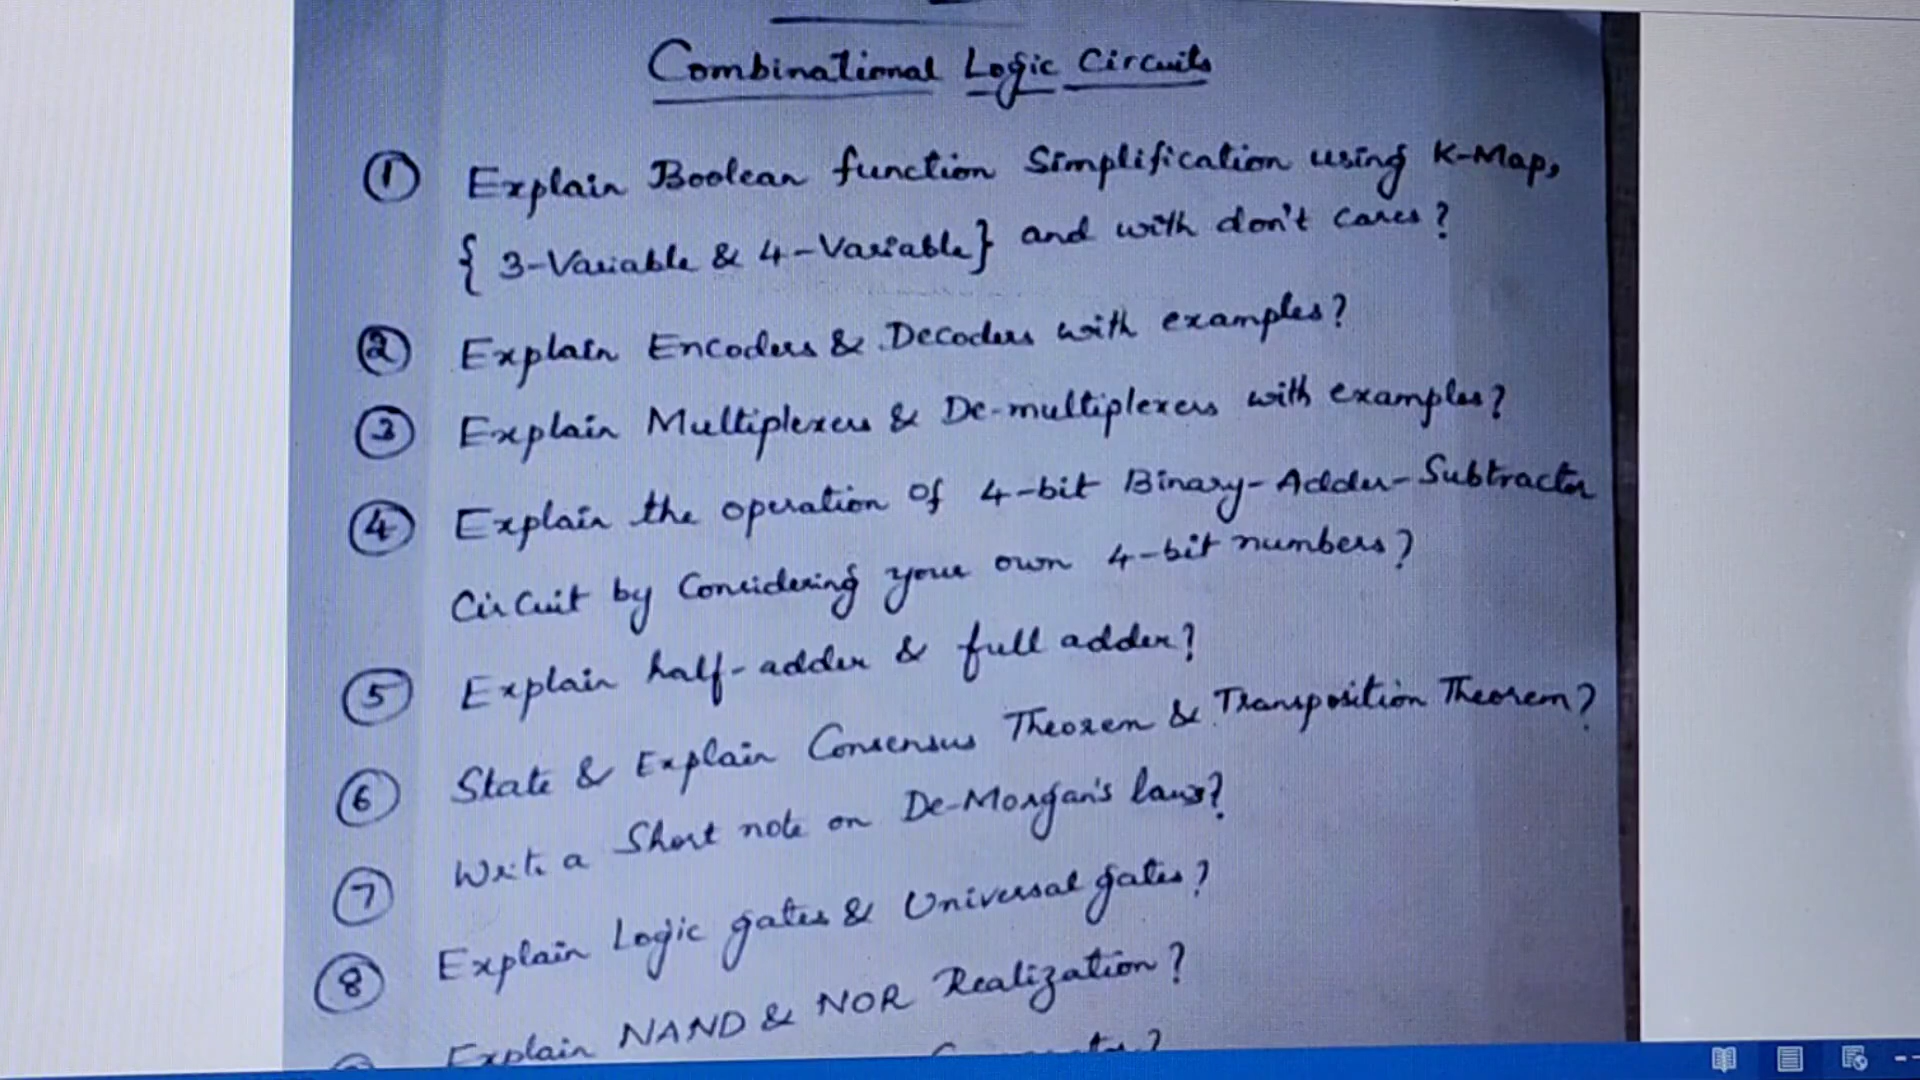 Combinational Logic Circuits
① Explain Boolean function Simplification using K-Map,
{ 3-Variable & 4-Variable} and with don't cares?
② Explain Encoders & Decoders with examples?
③ Explain Multiplexers & De-multiplexers with examples?
④ Explain the operation of 4-bit Binary-Adder-Subtractor
Circuit by Considering your own 4-bit numbers?
⑤ Explain half-adder & full adder?
⑥ State & Explain Consensus Theorem & Transposition Theorem?
⑦ Write a Short note on De-Morgan's laws?
⑧ Explain Logic gates & Universal gates?
Explain NAND & NOR Realization?